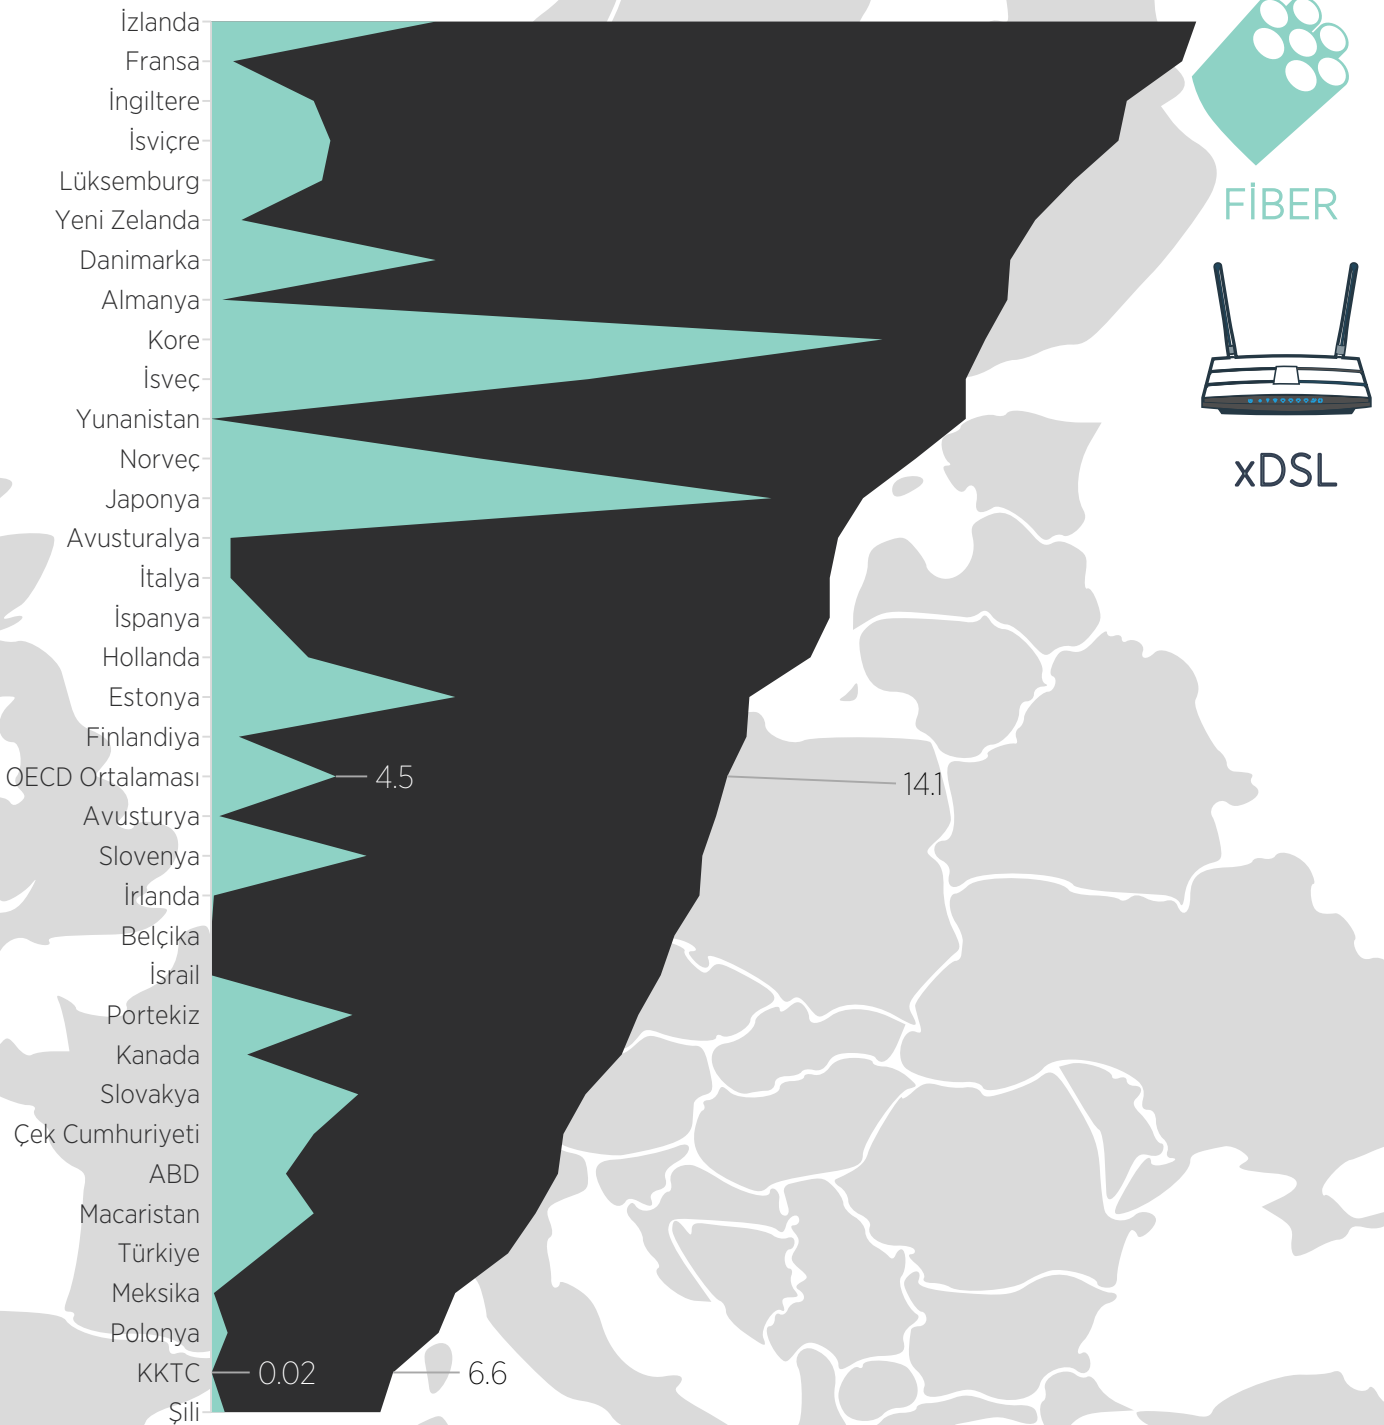 İzlanda
Fransa
İngiltere
İsviçre
Lüksemburg
Yeni Zelanda
Danimarka
Almanya
Kore
İsveç
Yunanistan
Norveç
Japonya
Avusturalya
İtalya
İspanya
Hollanda
Estonya
Finlandiya
OECD Ortalaması
4.5
14.1
Avusturya
Slovenya
İrlanda
Belçika
İsrail
Portekiz
Kanada
Slovakya
Çek Cumhuriyeti
ABD
Macaristan
Türkiye
Meksika
Polonya
KKTC
0.02
6.6
Şili
FİBER
xDSL